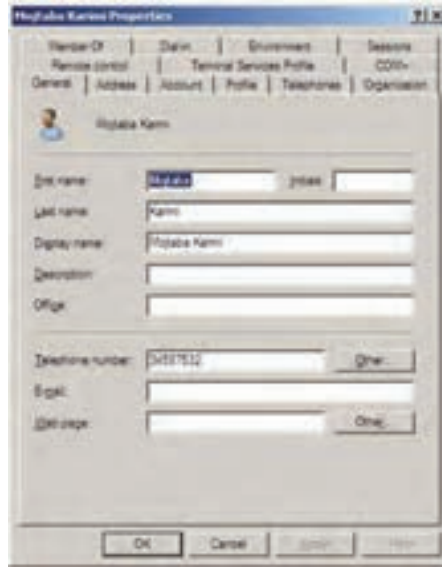 Mojtaba Karimi Properties
Member Of Dial-in Environment Sessions
Remote control Terminal Services Profile COM+
General Address Account Profile Telephones Organization
Mojtaba Karimi
First name: Mojtaba Initials:
Last name: Karimi
Display name: Mojtaba Karimi
Description:
Office:
Telephone number: Other...
E-mail:
Web page: Other...
OK Cancel Apply Help